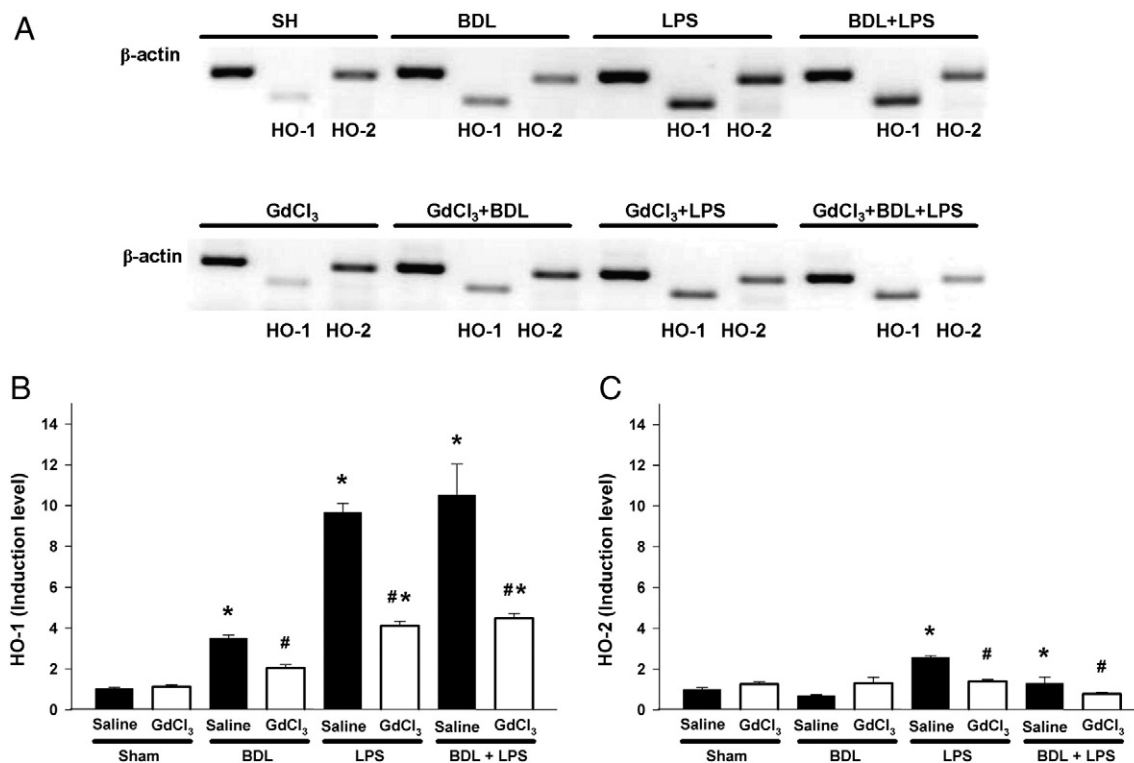 A
SH BDL LPS BDL+LPS
β-actin
HO-1 HO-2 HO-1 HO-2 HO-1 HO-2 HO-1 HO-2
GdCl₃ GdCl₃+BDL GdCl₃+LPS GdCl₃+BDL+LPS
β-actin
HO-1 HO-2 HO-1 HO-2 HO-1 HO-2 HO-1 HO-2
B
HO-1 (Induction level)
14
12
10
8
6
4
2
0
* # * #* * #*
Saline GdCl₃ Saline GdCl₃ Saline GdCl₃ Saline GdCl₃
Sham BDL LPS BDL + LPS
C
HO-2 (Induction level)
14
12
10
8
6
4
2
0
* # * #
Saline GdCl₃ Saline GdCl₃ Saline GdCl₃ Saline GdCl₃
Sham BDL LPS BDL + LPS